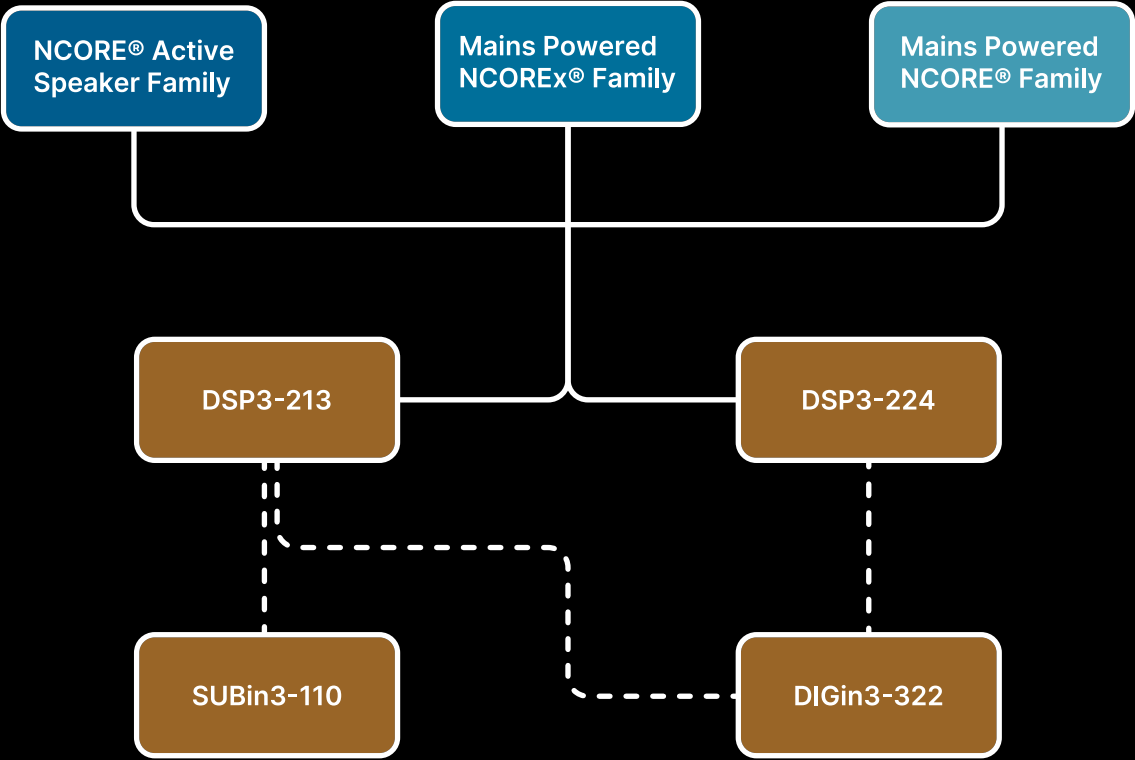 NCORE® Active
Speaker Family
Mains Powered
NCOREx® Family
Mains Powered
NCORE® Family
DSP3-213
DSP3-224
SUBin3-110
DIGin3-322